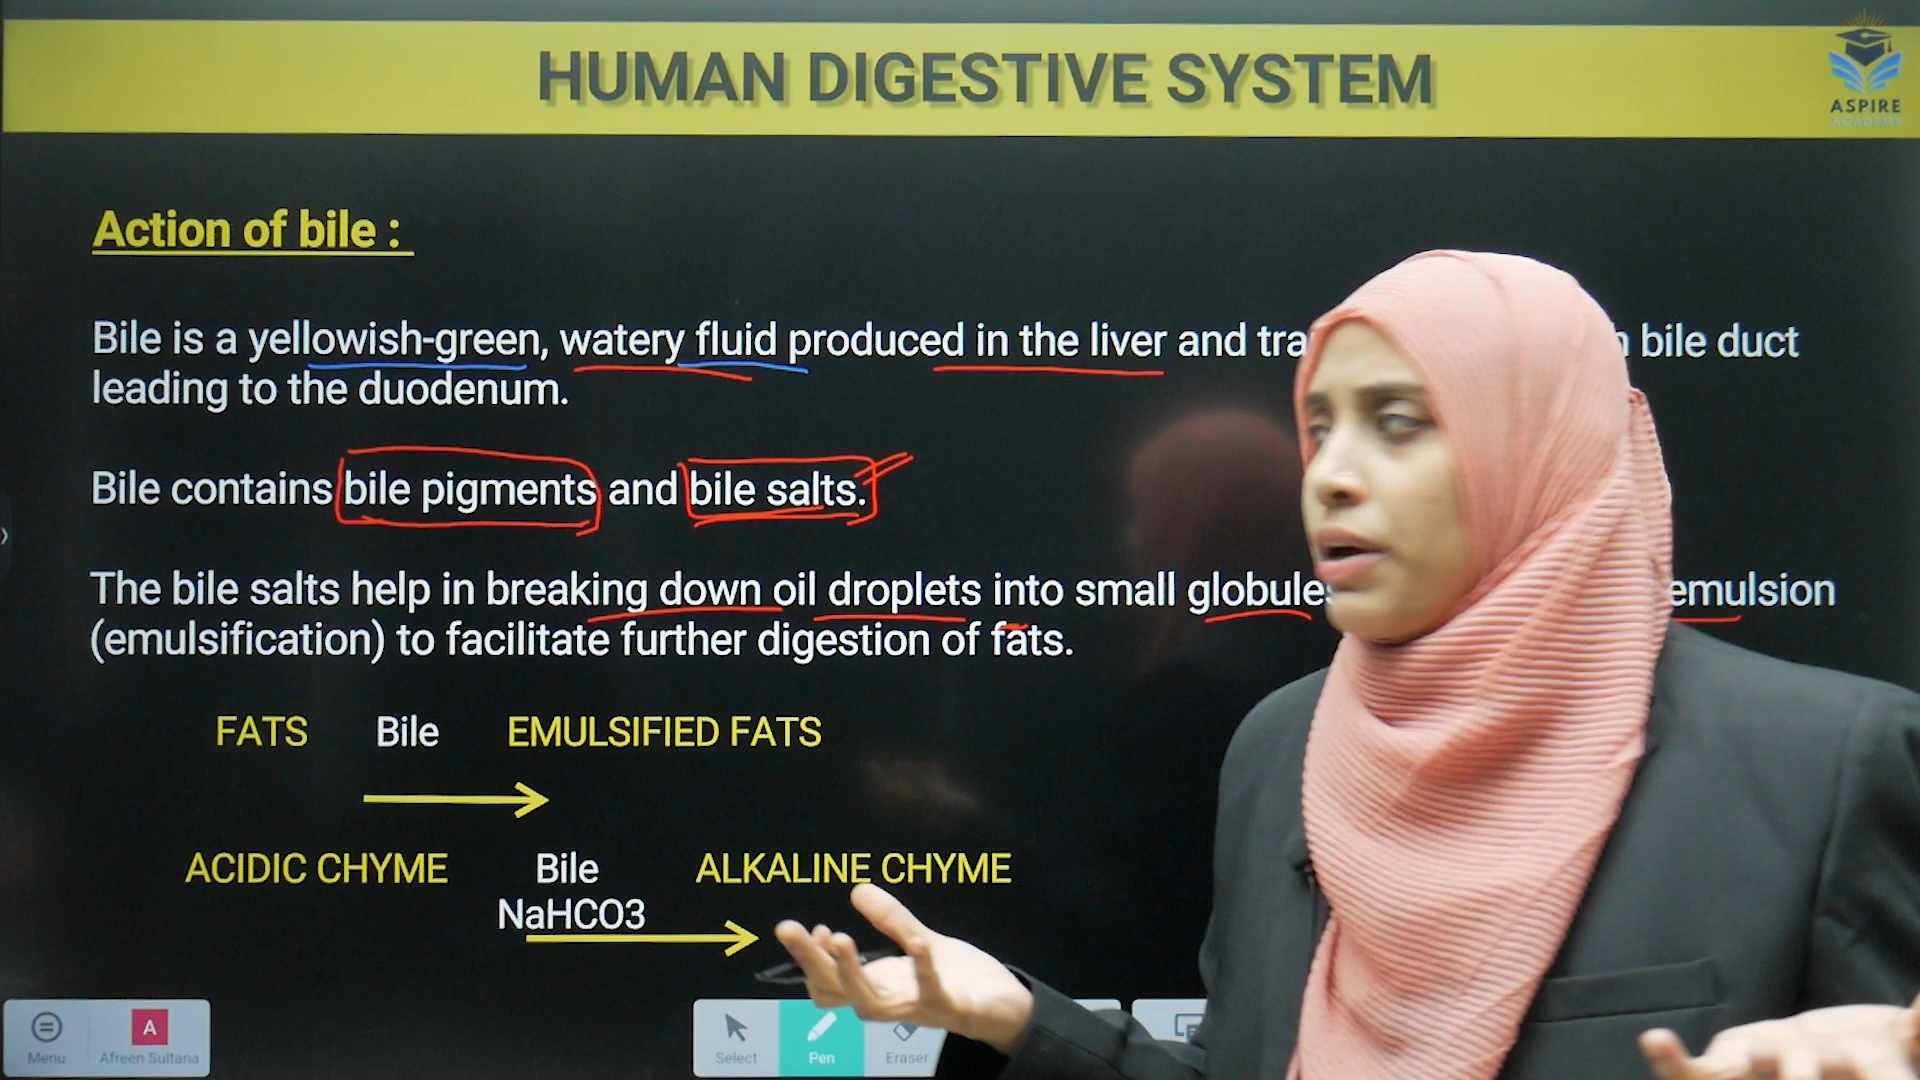 HUMAN DIGESTIVE SYSTEM
ASPIRE
ACADEMY
Action of bile :
Bile is a yellowish-green, watery fluid produced in the liver and bile duct
leading to the duodenum.
Bile contains bile pigments and bile salts.
The bile salts help in breaking down oil droplets into small globules emulsion
(emulsification) to facilitate further digestion of fats.
FATS Bile EMULSIFIED FATS
ACIDIC CHYME Bile ALKALINE CHYME
NaHCO3
Menu
A
Afreen Sultana
Select
Pen
Eraser